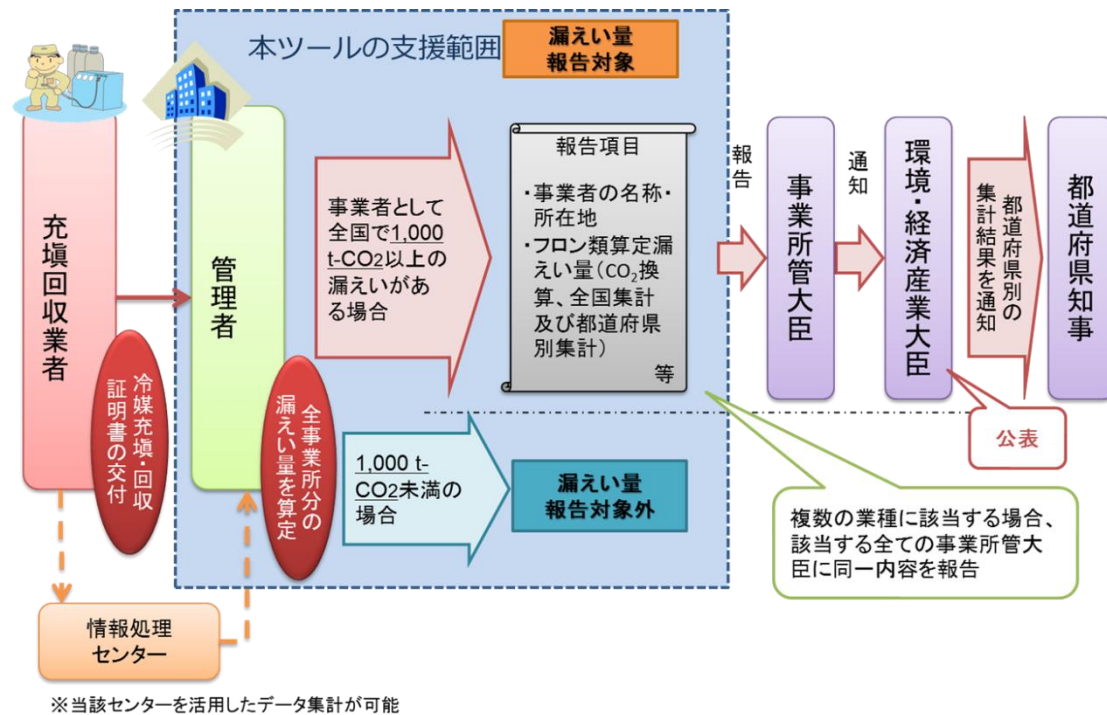 本ツールの支援範囲
漏えい量
報告対象
充塡回収業者
冷媒充塡・回収
証明書の交付
管理者
全事業所分の
漏えい量を算定
事業者として
全国で1,000
t-CO2以上の
漏えいがあ
る場合
報告項目
・事業者の名称・
所在地
・フロン類算定漏
えい量(CO₂換
算、全国集計
及び都道府県
別集計)
等
報告
事業所管大臣
通知
環境・経済産業大臣
都道府県別の
集計結果を通知
都道府県知事
公表
1,000 t-
CO2未満の
場合
漏えい量
報告対象外
複数の業種に該当する場合、
該当する全ての事業所管大
臣に同一内容を報告
情報処理
センター
※当該センターを活用したデータ集計が可能